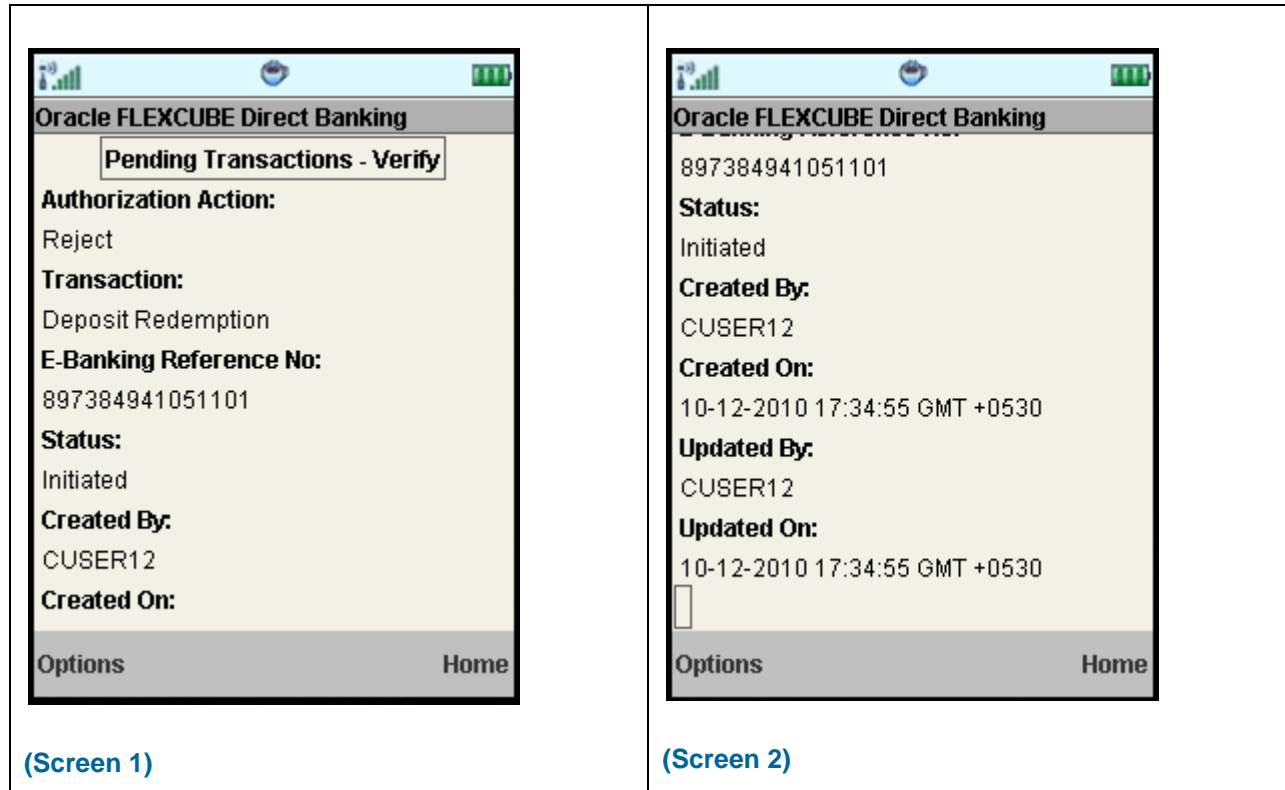 Oracle FLEXCUBE Direct Banking
Pending Transactions - Verify
Authorization Action:
Reject
Transaction:
Deposit Redemption
E-Banking Reference No:
897384941051101
Status:
Initiated
Created By:
CUSER12
Created On:
Options Home
(Screen 1)
Oracle FLEXCUBE Direct Banking
E-Banking Reference No:
897384941051101
Status:
Initiated
Created By:
CUSER12
Created On:
10-12-2010 17:34:55 GMT +0530
Updated By:
CUSER12
Updated On:
10-12-2010 17:34:55 GMT +0530
Options Home
(Screen 2)